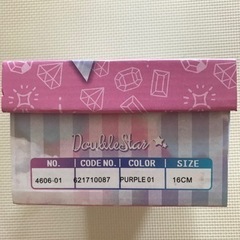 DoubleStar
NO. CODE NO. COLOR SIZE
4606-01 621710087 PURPLE 01 16CM